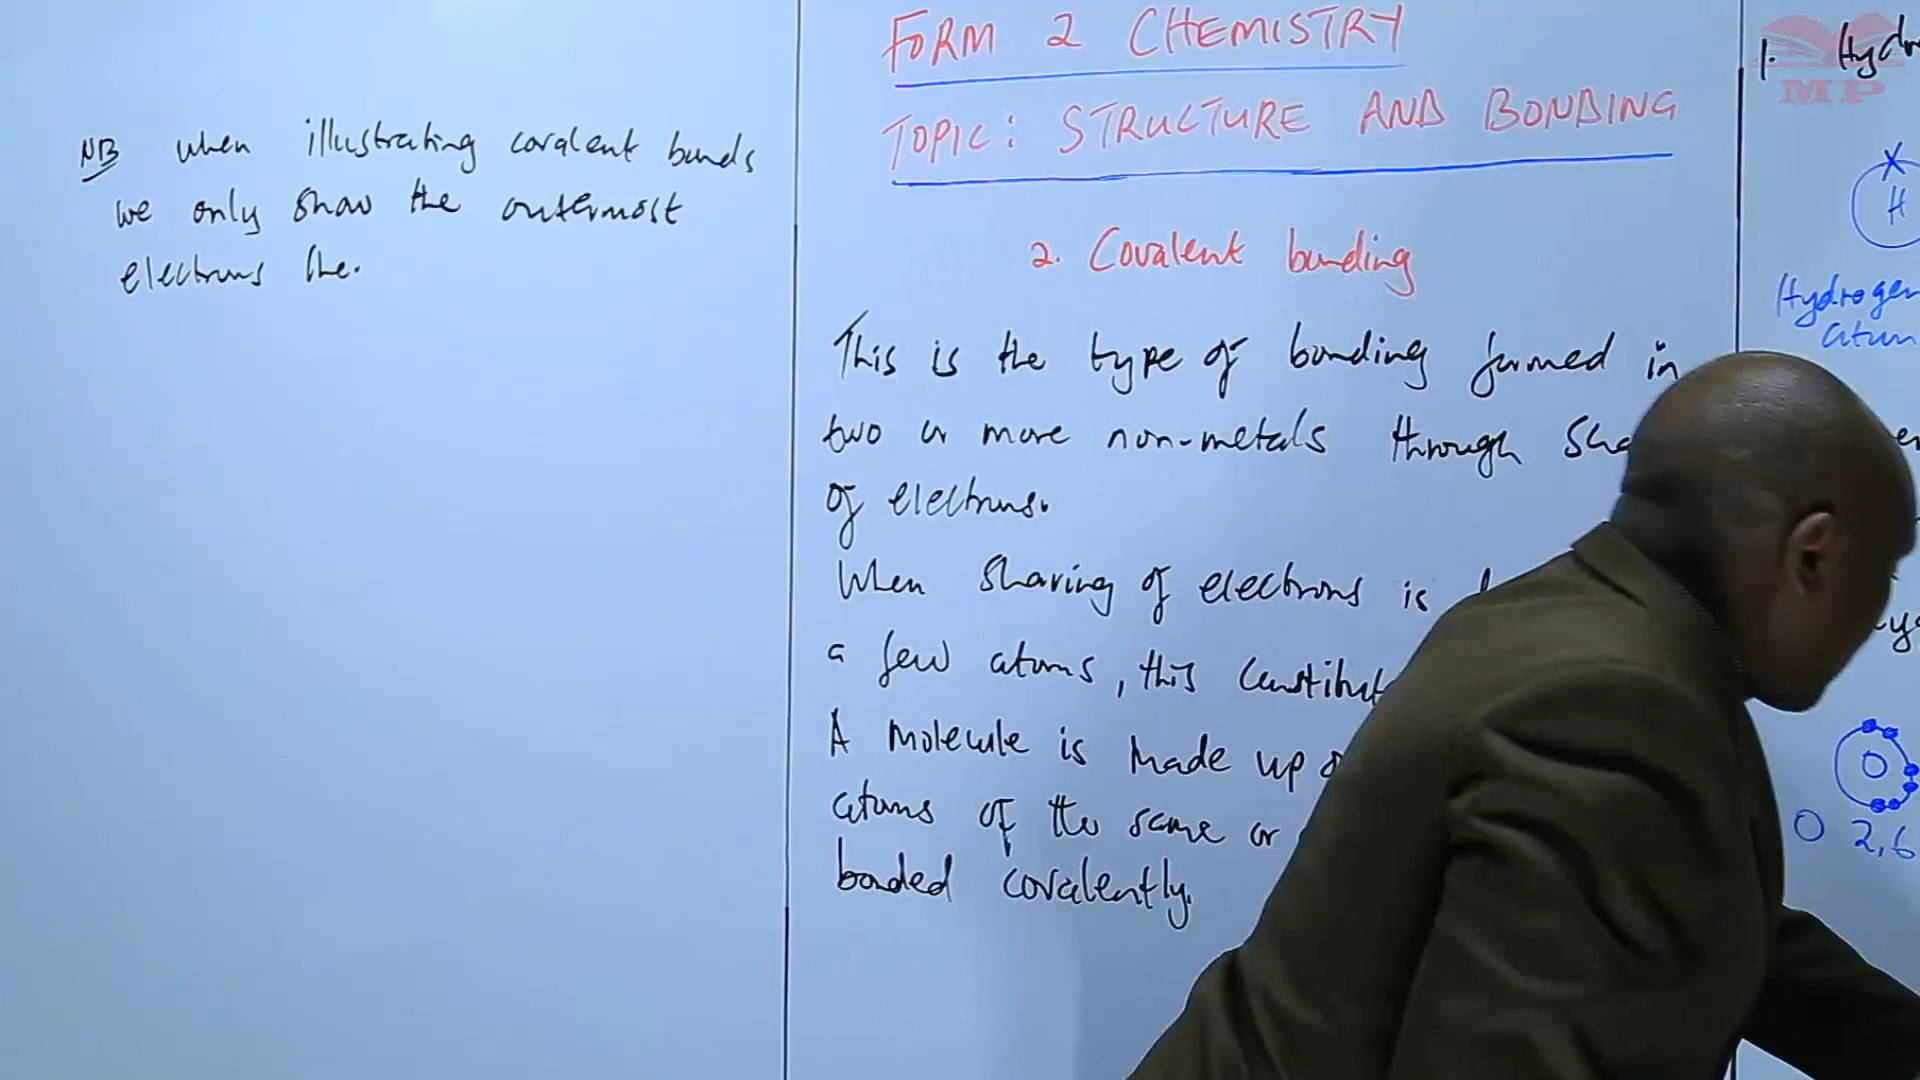 NB when illustrating covalent bonds
we only show the outermost
electrons
FORM 2 CHEMISTRY
TOPIC: STRUCTURE AND BONDING
2. Covalent bonding
This is the type of bonding formed in
two or more non-metals through
of electrons.
When sharing of electrons is
a few atoms, this
A molecule is made up
atoms of the same or
bonded covalently.
1.
MP
X
H
Hydrogen
atom
O
O 2,6